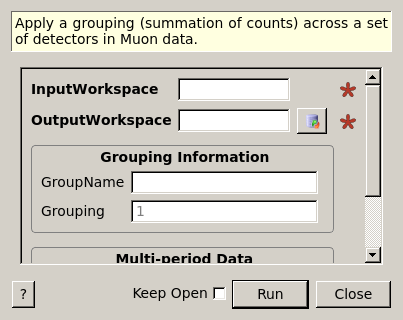 Apply a grouping (summation of counts) across a set
of detectors in Muon data.
InputWorkspace
OutputWorkspace
Grouping Information
GroupName
Grouping 1
Multi-period Data
? Keep Open Run Close